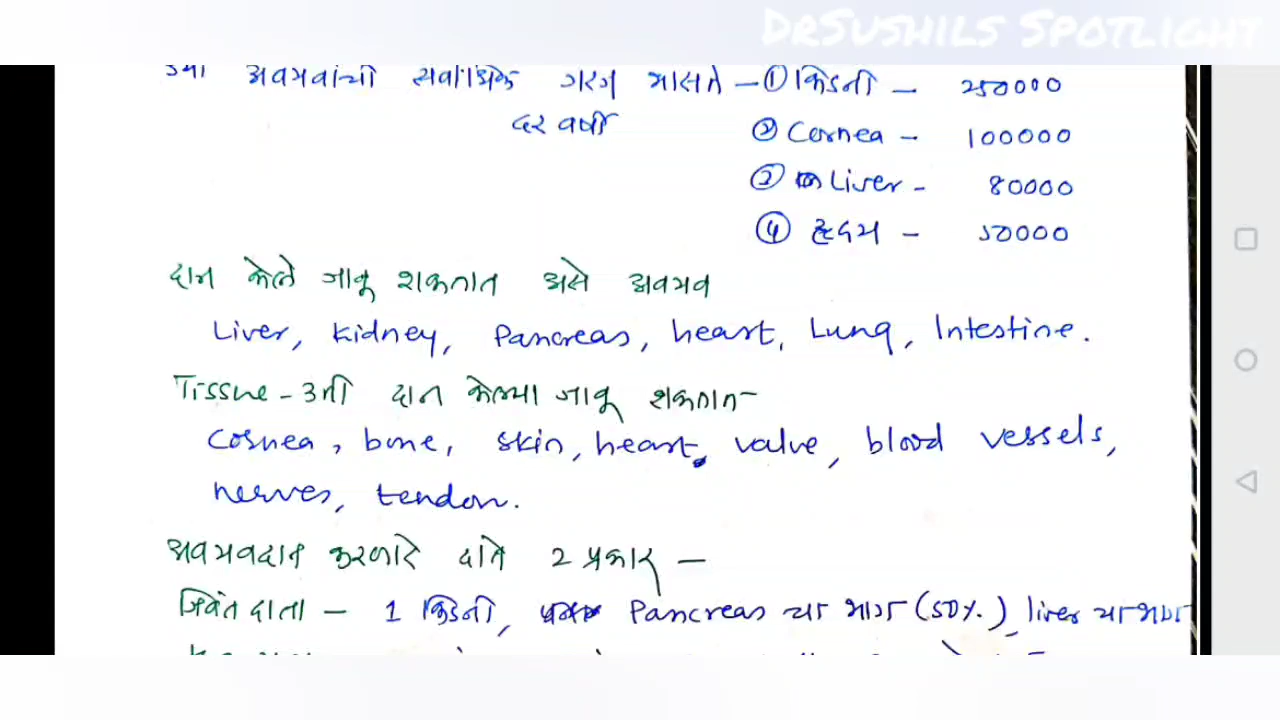 DRSUSHILS SPOTLIGHT
ज्या अवयवांची सर्वाधिक गरज भासते – ① किडनी – 250000
दर वर्षी ② Cornea – 100000
③ Liver – 80000
④ हृदय – 50000
दान केले जावू शकतात असे अवयव
Liver, kidney, Pancreas, heart, Lung, Intestine.
Tissue - उती दान केल्या जावू शकतात-
Cornea, bone, skin, heart valve, blood vessels,
nerves, tendon.
अवयवदान करणारे दाते 2 प्रकार –
जिवंत दाता – 1 किडनी, Pancreas चा भाग (50%), liver चा भाग